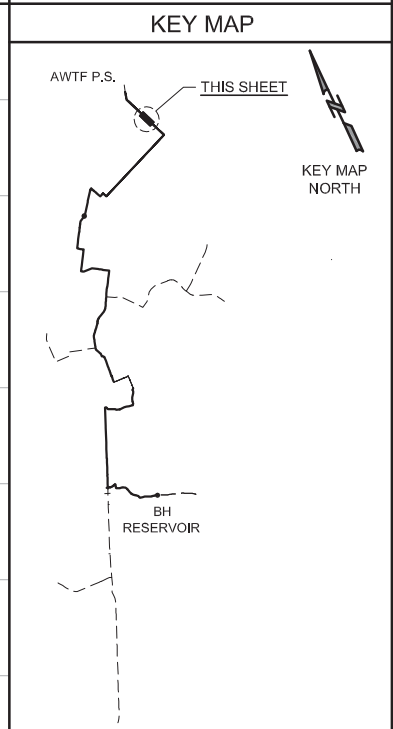 KEY MAP
AWTF P.S.
THIS SHEET
KEY MAP
NORTH
BH
RESERVOIR